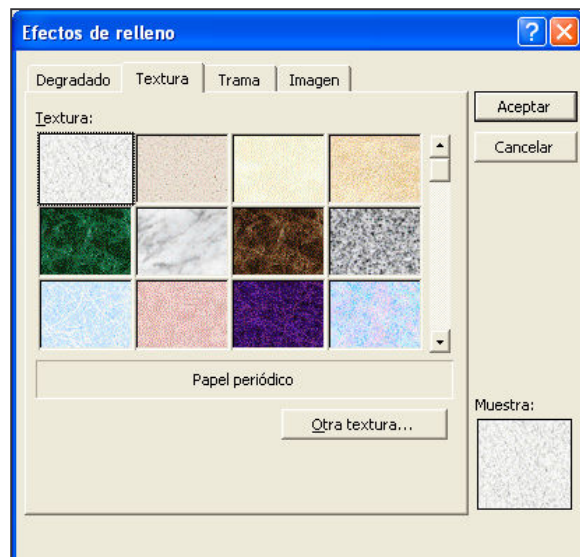 Efectos de relleno
Degradado Textura Trama Imagen
Textura:
Aceptar
Cancelar
Papel periódico
Otra textura...
Muestra: